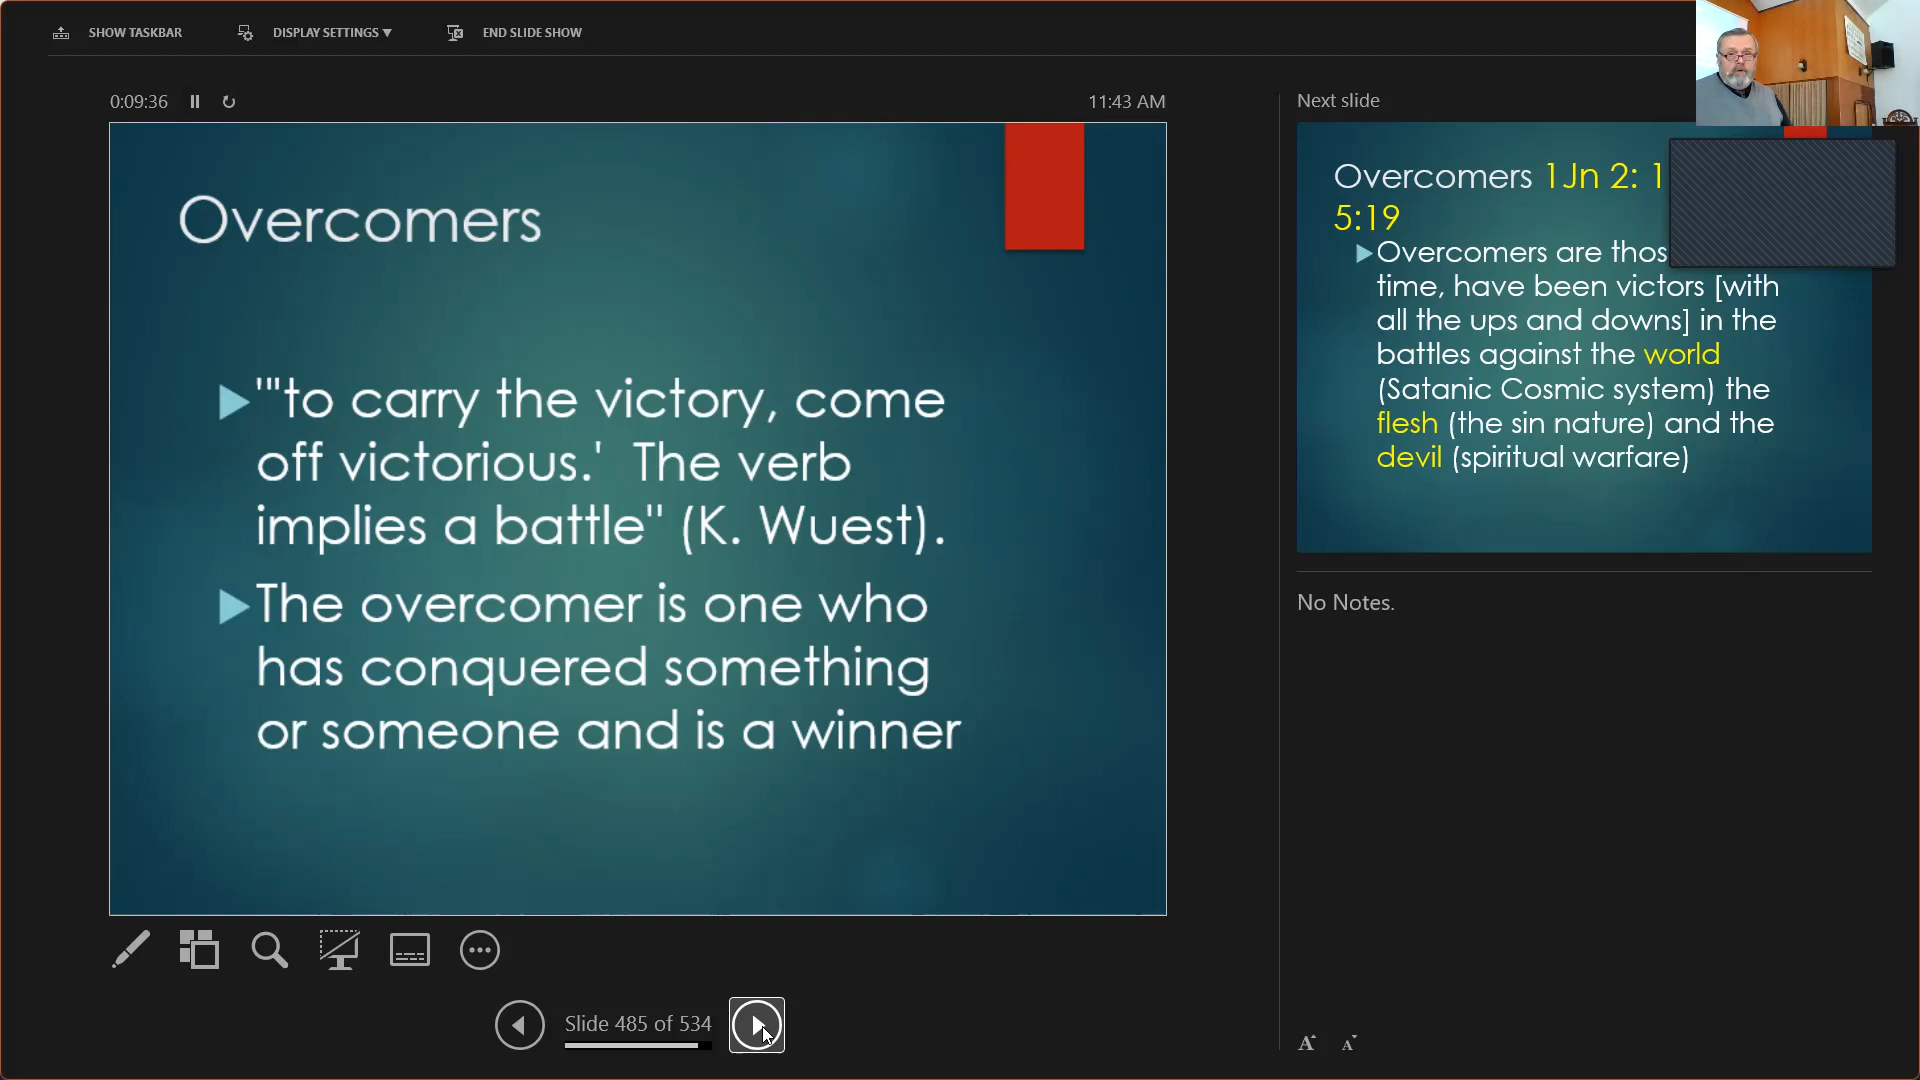 SHOW TASKBAR
DISPLAY SETTINGS ▼
END SLIDE SHOW
0:09:36
11:43 AM
Overcomers
'"to carry the victory, come
off victorious.'  The verb
implies a battle" (K. Wuest).
The overcomer is one who
has conquered something
or someone and is a winner
Slide 485 of 534
Next slide
Overcomers 1Jn 2: 1
5:19
Overcomers are
time, have been victors [with
all the ups and downs] in the
battles against the world
(Satanic Cosmic system) the
flesh (the sin nature) and the
devil (spiritual warfare)
No Notes.
A A